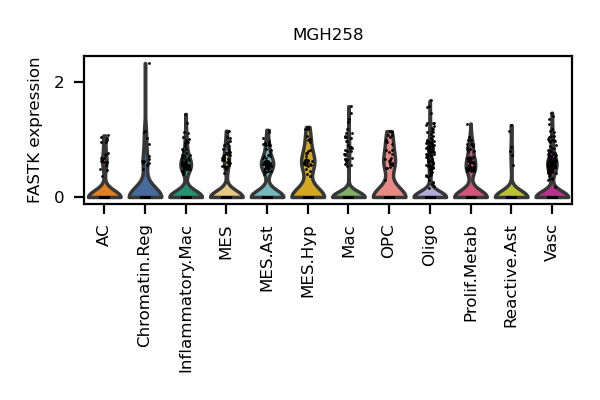 MGH258
FASTK expression
2
0
AC
Chromatin.Reg
Inflammatory.Mac
MES
MES.Ast
MES.Hyp
Mac
OPC
Oligo
Prolif.Metab
Reactive.Ast
Vasc